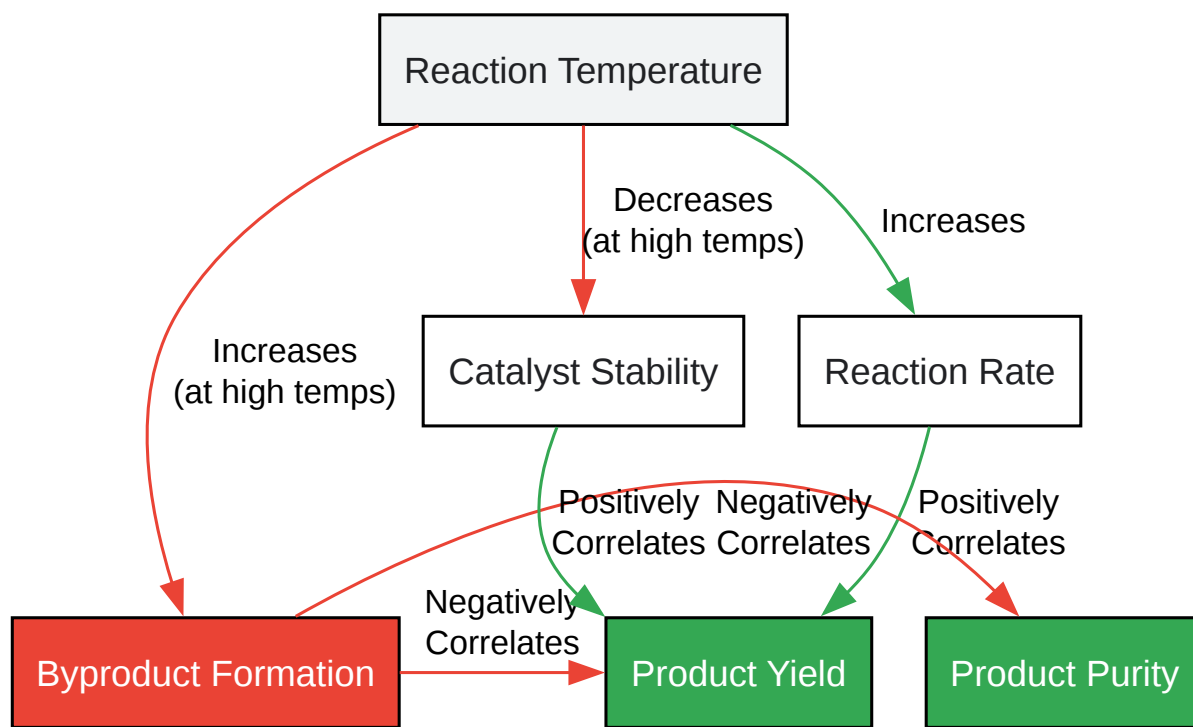 Reaction Temperature
Decreases
(at high temps)
Increases
Increases
(at high temps)
Catalyst Stability
Reaction Rate
Positively
Correlates
Negatively
Correlates
Positively
Correlates
Negatively
Correlates
Byproduct Formation
Product Yield
Product Purity